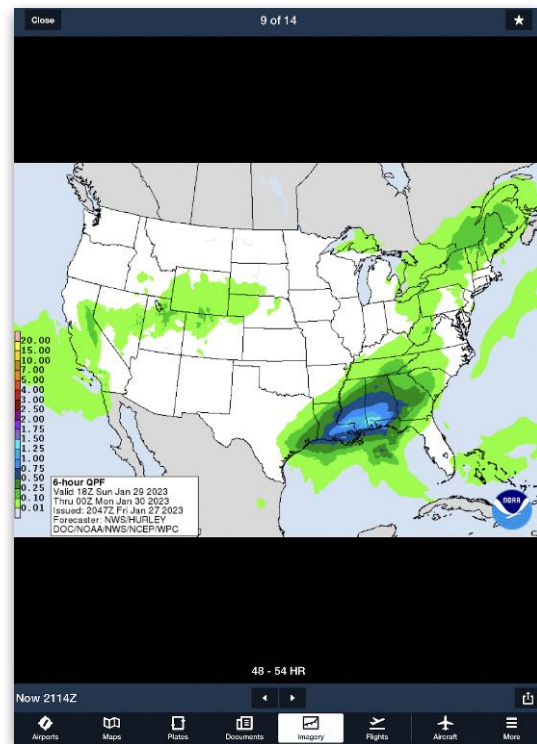 Close
9 of 14
20.00
15.00
10.00
7.00
5.00
4.00
3.00
2.50
2.00
1.75
1.50
1.25
1.00
0.75
0.50
0.25
0.10
0.01
6-hour QPF
Valid 18Z Sun Jan 29 2023
Thru 00Z Mon Jan 30 2023
Issued: 2047Z Fri Jan 27 2023
Forecaster: NWS/HURLEY
DOC/NOAA/NWS/NCEP/WPC
NOAA
48 - 54 HR
Now 2114Z
Airports
Maps
Plates
Documents
Imagery
Flights
Aircraft
More